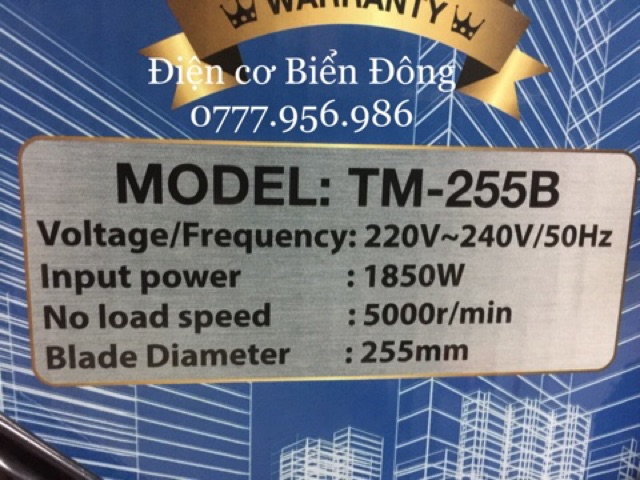 WARRANTY
Điện cơ Biển Đông
0777.956.986
MODEL: TM-255B
Voltage/Frequency: 220V~240V/50Hz
Input power : 1850W
No load speed : 5000r/min
Blade Diameter : 255mm